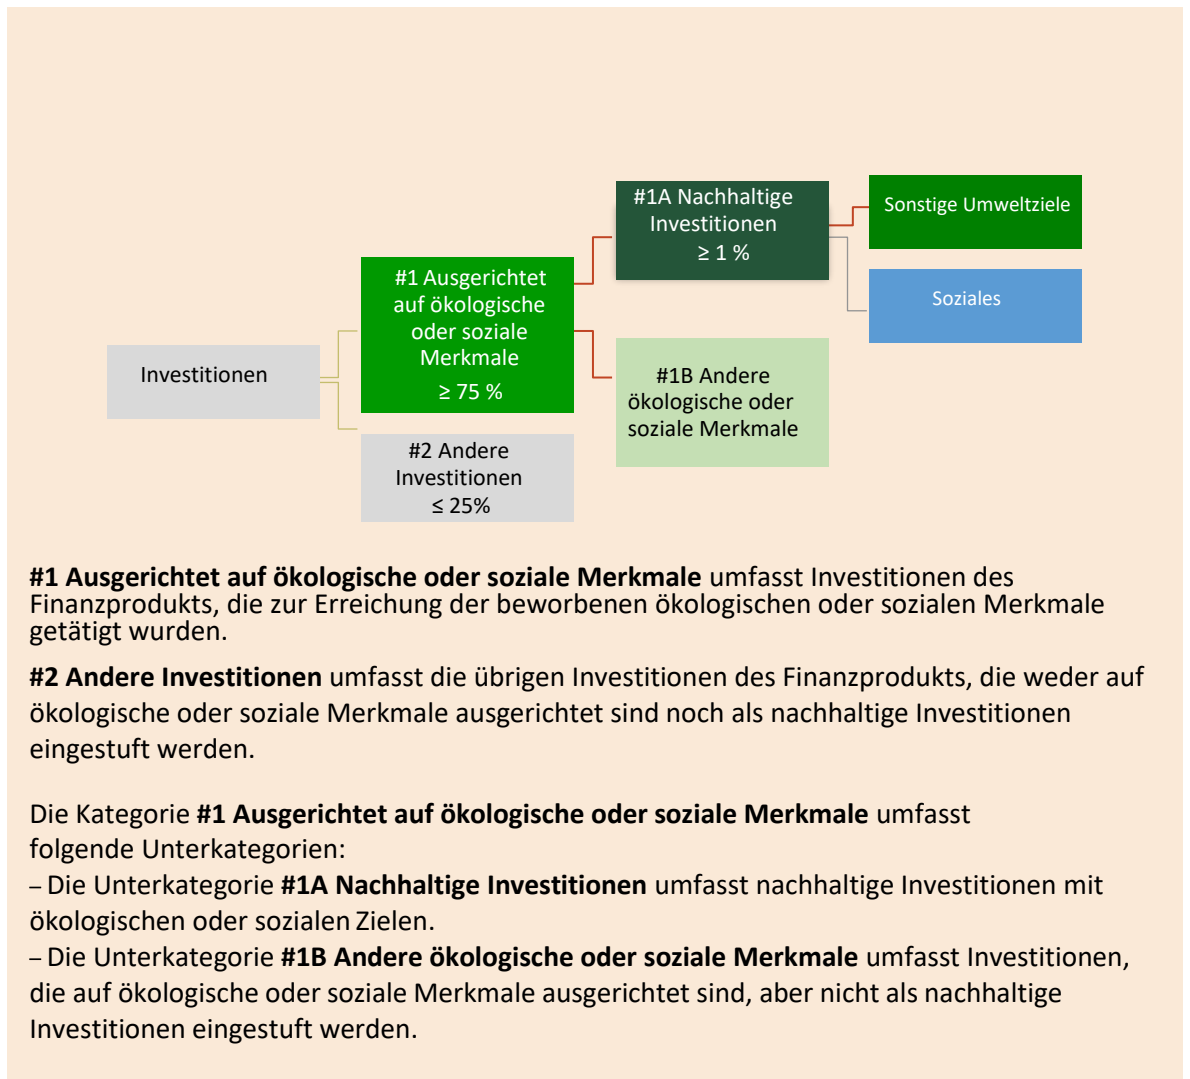 Investitionen
#1 Ausgerichtet
auf ökologische
oder soziale
Merkmale
≥ 75 %
#2 Andere
Investitionen
≤ 25%
#1A Nachhaltige
Investitionen
≥ 1 %
#1B Andere
ökologische oder
soziale Merkmale
Sonstige Umweltziele
Soziales
#1 Ausgerichtet auf ökologische oder soziale Merkmale umfasst Investitionen des
Finanzprodukts, die zur Erreichung der beworbenen ökologischen oder sozialen Merkmale
getätigt wurden.
#2 Andere Investitionen umfasst die übrigen Investitionen des Finanzprodukts, die weder auf
ökologische oder soziale Merkmale ausgerichtet sind noch als nachhaltige Investitionen
eingestuft werden.
Die Kategorie #1 Ausgerichtet auf ökologische oder soziale Merkmale umfasst
folgende Unterkategorien:
– Die Unterkategorie #1A Nachhaltige Investitionen umfasst nachhaltige Investitionen mit
ökologischen oder sozialen Zielen.
– Die Unterkategorie #1B Andere ökologische oder soziale Merkmale umfasst Investitionen,
die auf ökologische oder soziale Merkmale ausgerichtet sind, aber nicht als nachhaltige
Investitionen eingestuft werden.